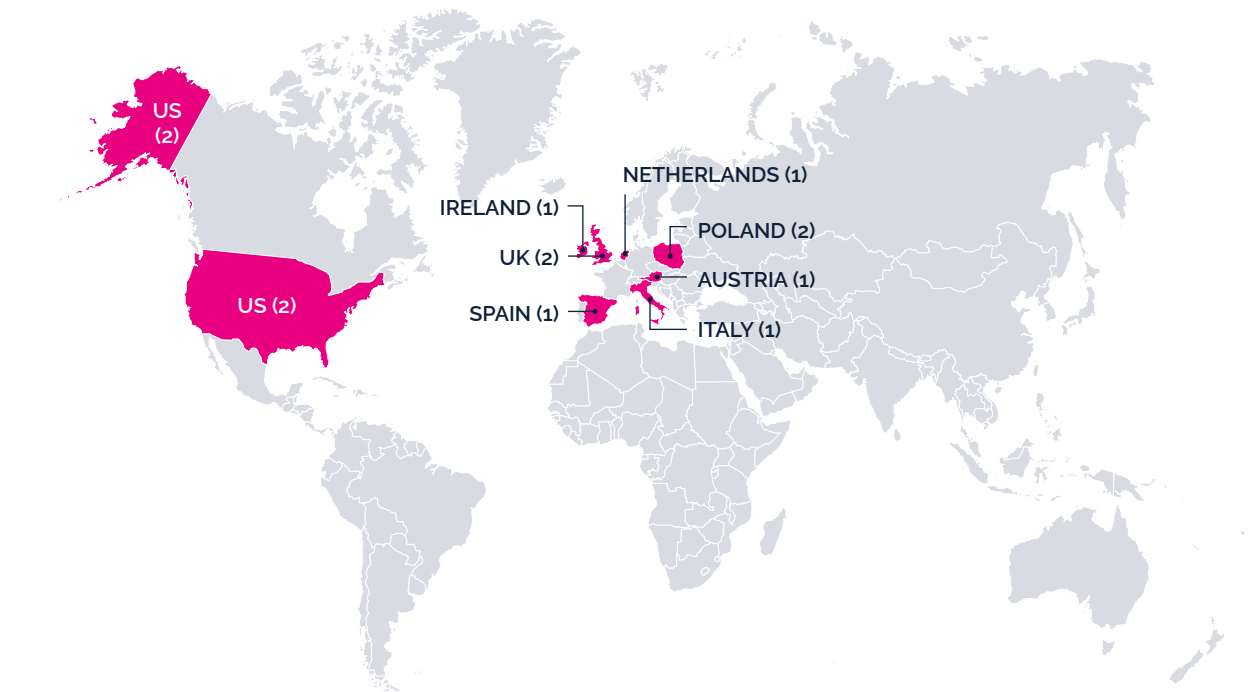 US
(2)
NETHERLANDS (1)
IRELAND (1)
POLAND (2)
UK (2)
AUSTRIA (1)
US (2)
SPAIN (1)
ITALY (1)